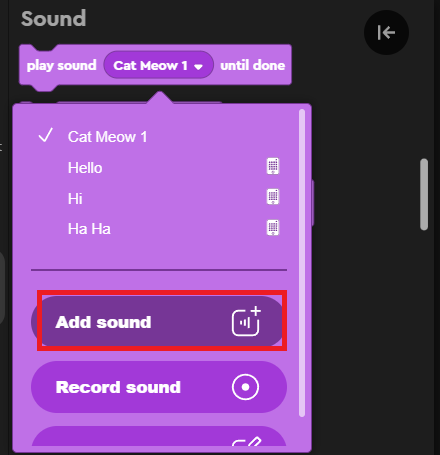 Sound
play sound Cat Meow 1 until done
Cat Meow 1
Hello
Hi
Ha Ha
Add sound
Record sound